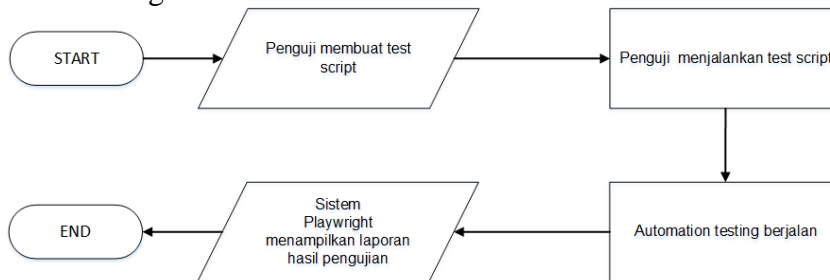 START
Penguji membuat test
script
Penguji menjalankan test script
Automation testing berjalan
Sistem
Playwright
menampilkan laporan
hasil pengujian
END